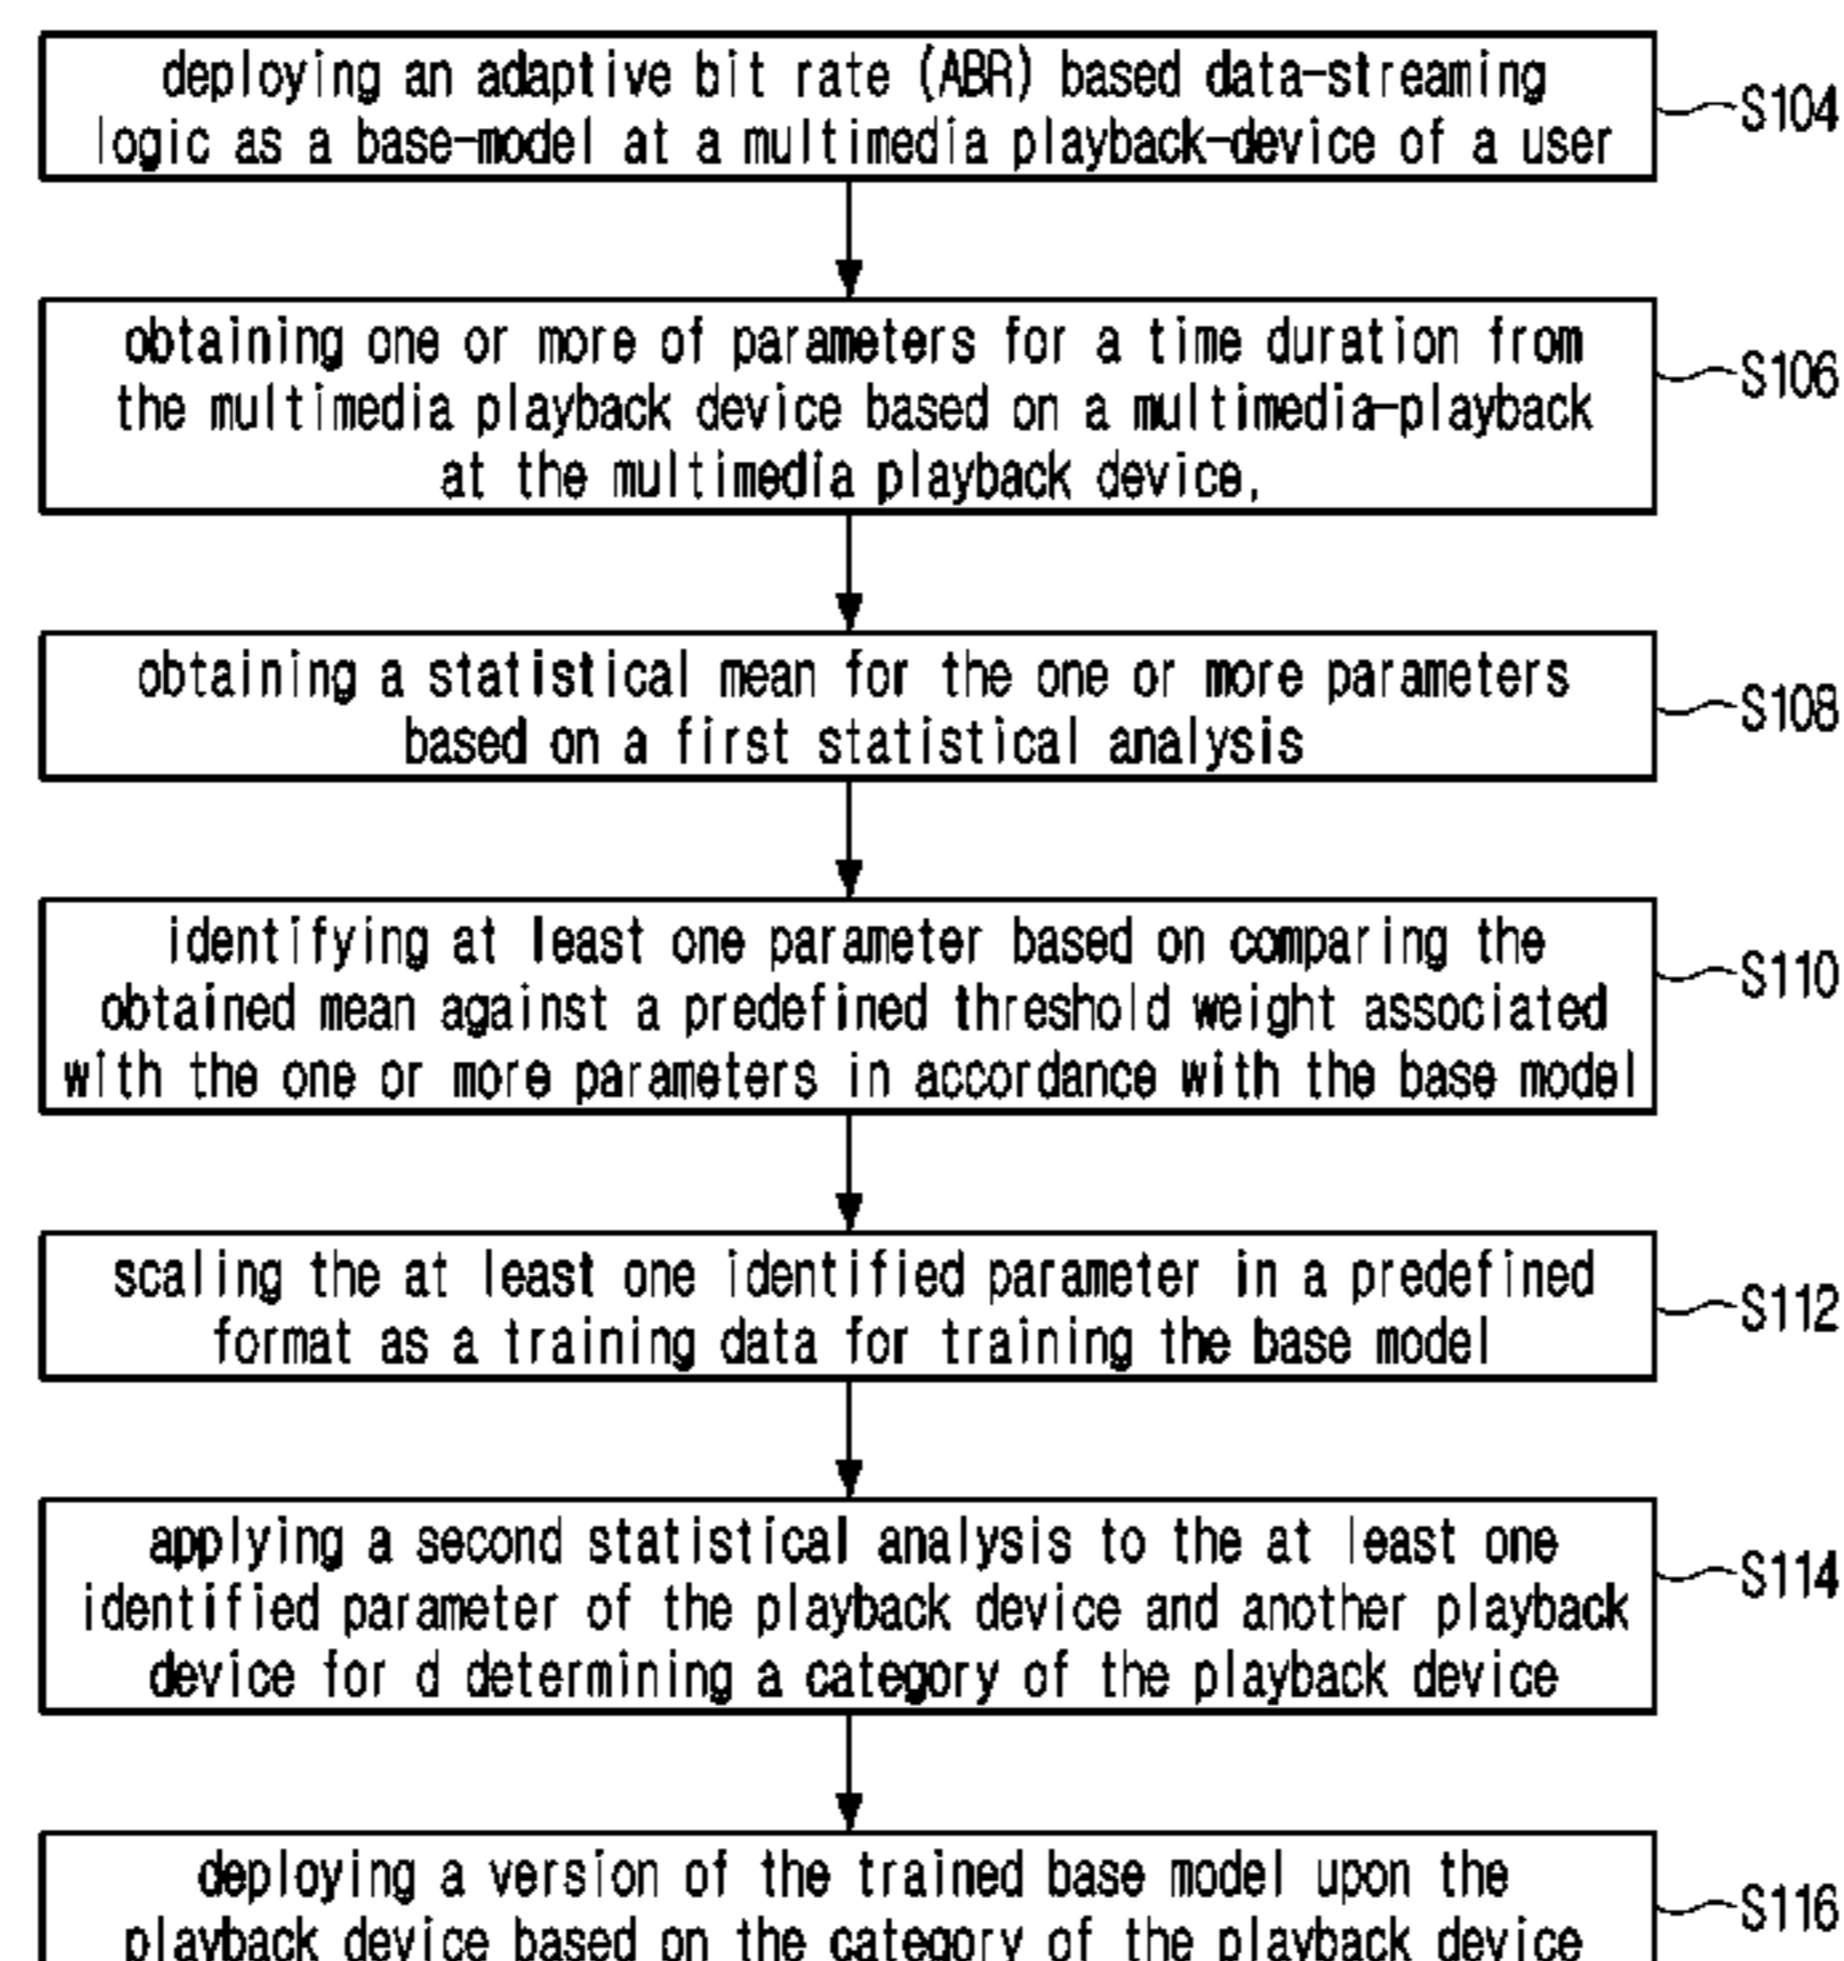 deploying an adaptive bit rate (ABR) based data-streaming
logic as a base-model at a multimedia playback-device of a user
S104
obtaining one or more of parameters for a time duration from
the multimedia playback device based on a multimedia-playback
at the multimedia playback device,
S106
obtaining a statistical mean for the one or more parameters
based on a first statistical analysis
S108
identifying at least one parameter based on comparing the
obtained mean against a predefined threshold weight associated
with the one or more parameters in accordance with the base model
S110
scaling the at least one identified parameter in a predefined
format as a training data for training the base model
S112
applying a second statistical analysis to the at least one
identified parameter of the playback device and another playback
device for d determining a category of the playback device
S114
deploying a version of the trained base model upon the
playback device based on the category of the playback device
S116